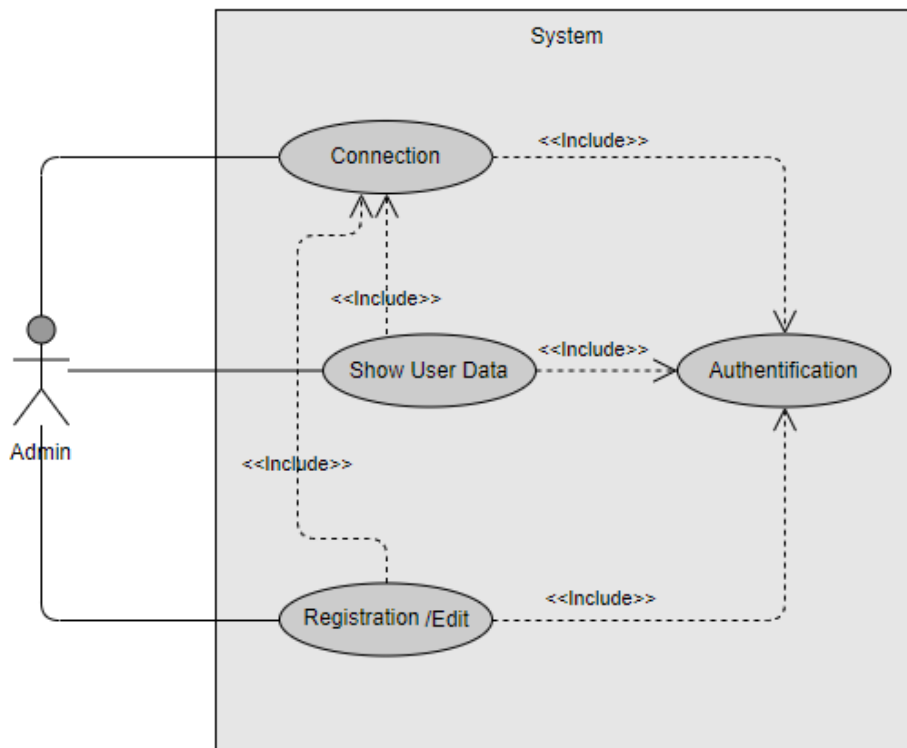 System
<<Include>>
Connection
<<Include>>
Show User Data
<<Include>>
Authentification
Admin
<<Include>>
Registration /Edit
<<Include>>